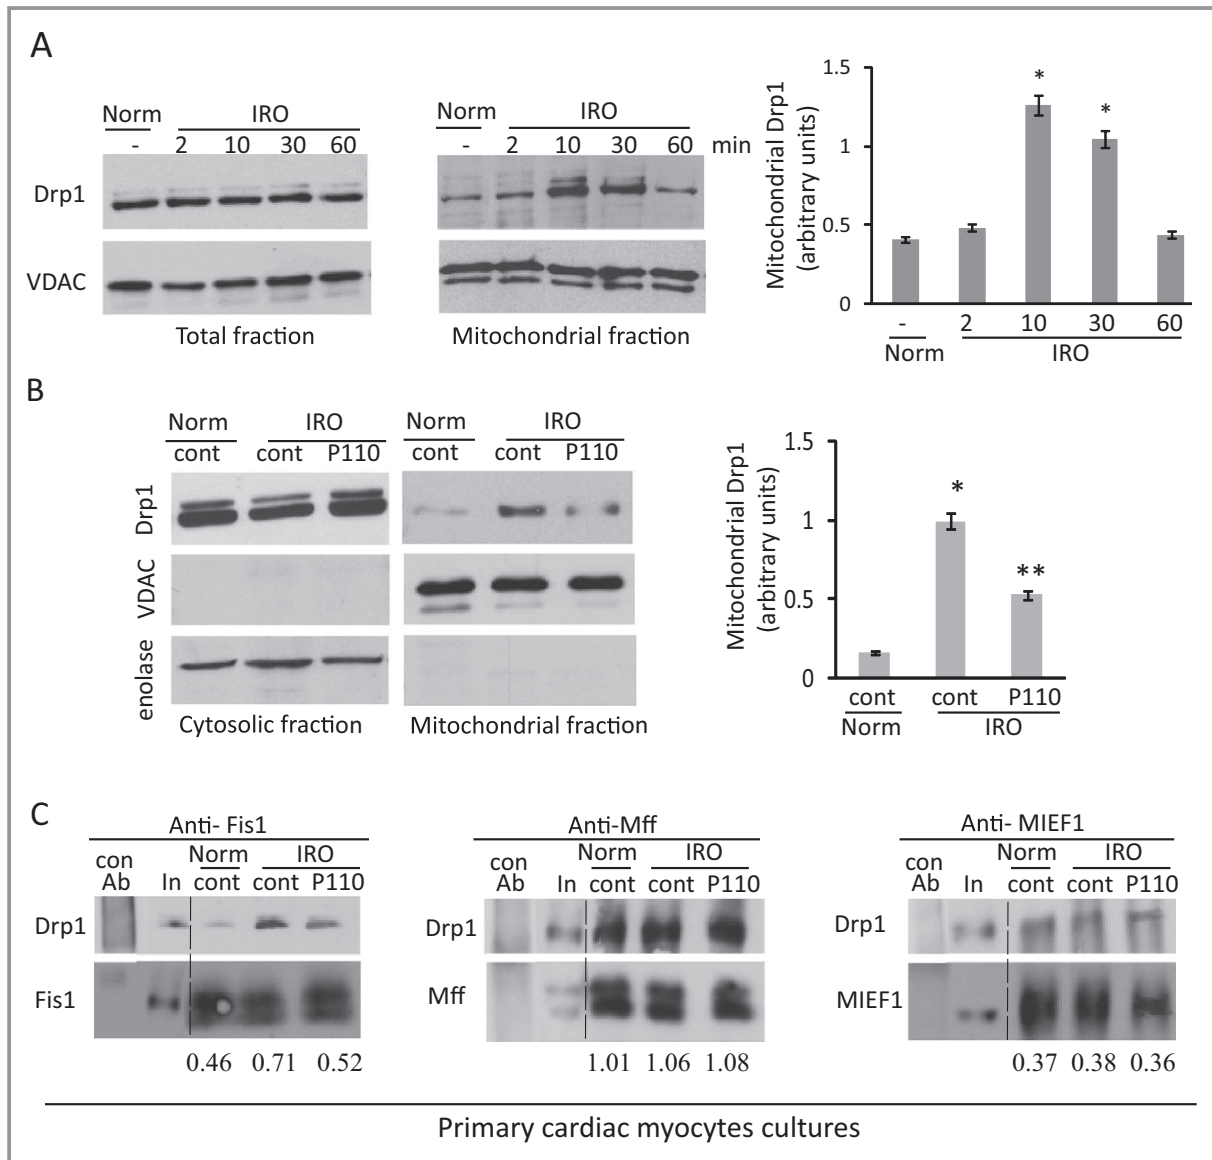 A
Norm IRO
- 2 10 30 60
Drp1
VDAC
Total fraction
Norm IRO
- 2 10 30 60 min
Mitochondrial fraction
Mitochondrial Drp1
(arbitrary units)
1.5
1
0.5
0
* *
- 2 10 30 60
Norm IRO
B
Norm IRO
cont cont P110
Drp1
VDAC
enolase
Cytosolic fraction
Norm IRO
cont cont P110
Mitochondrial fraction
Mitochondrial Drp1
(arbitrary units)
1.5
1
0.5
0
* **
cont cont P110
Norm IRO
C
Anti- Fis1
con Norm IRO
Ab In cont cont P110
Drp1
Fis1
0.46 0.71 0.52
Anti-Mff
con Norm IRO
Ab In cont cont P110
Drp1
Mff
1.01 1.06 1.08
Anti- MIEF1
con Norm IRO
Ab In cont cont P110
Drp1
MIEF1
0.37 0.38 0.36
Primary cardiac myocytes cultures